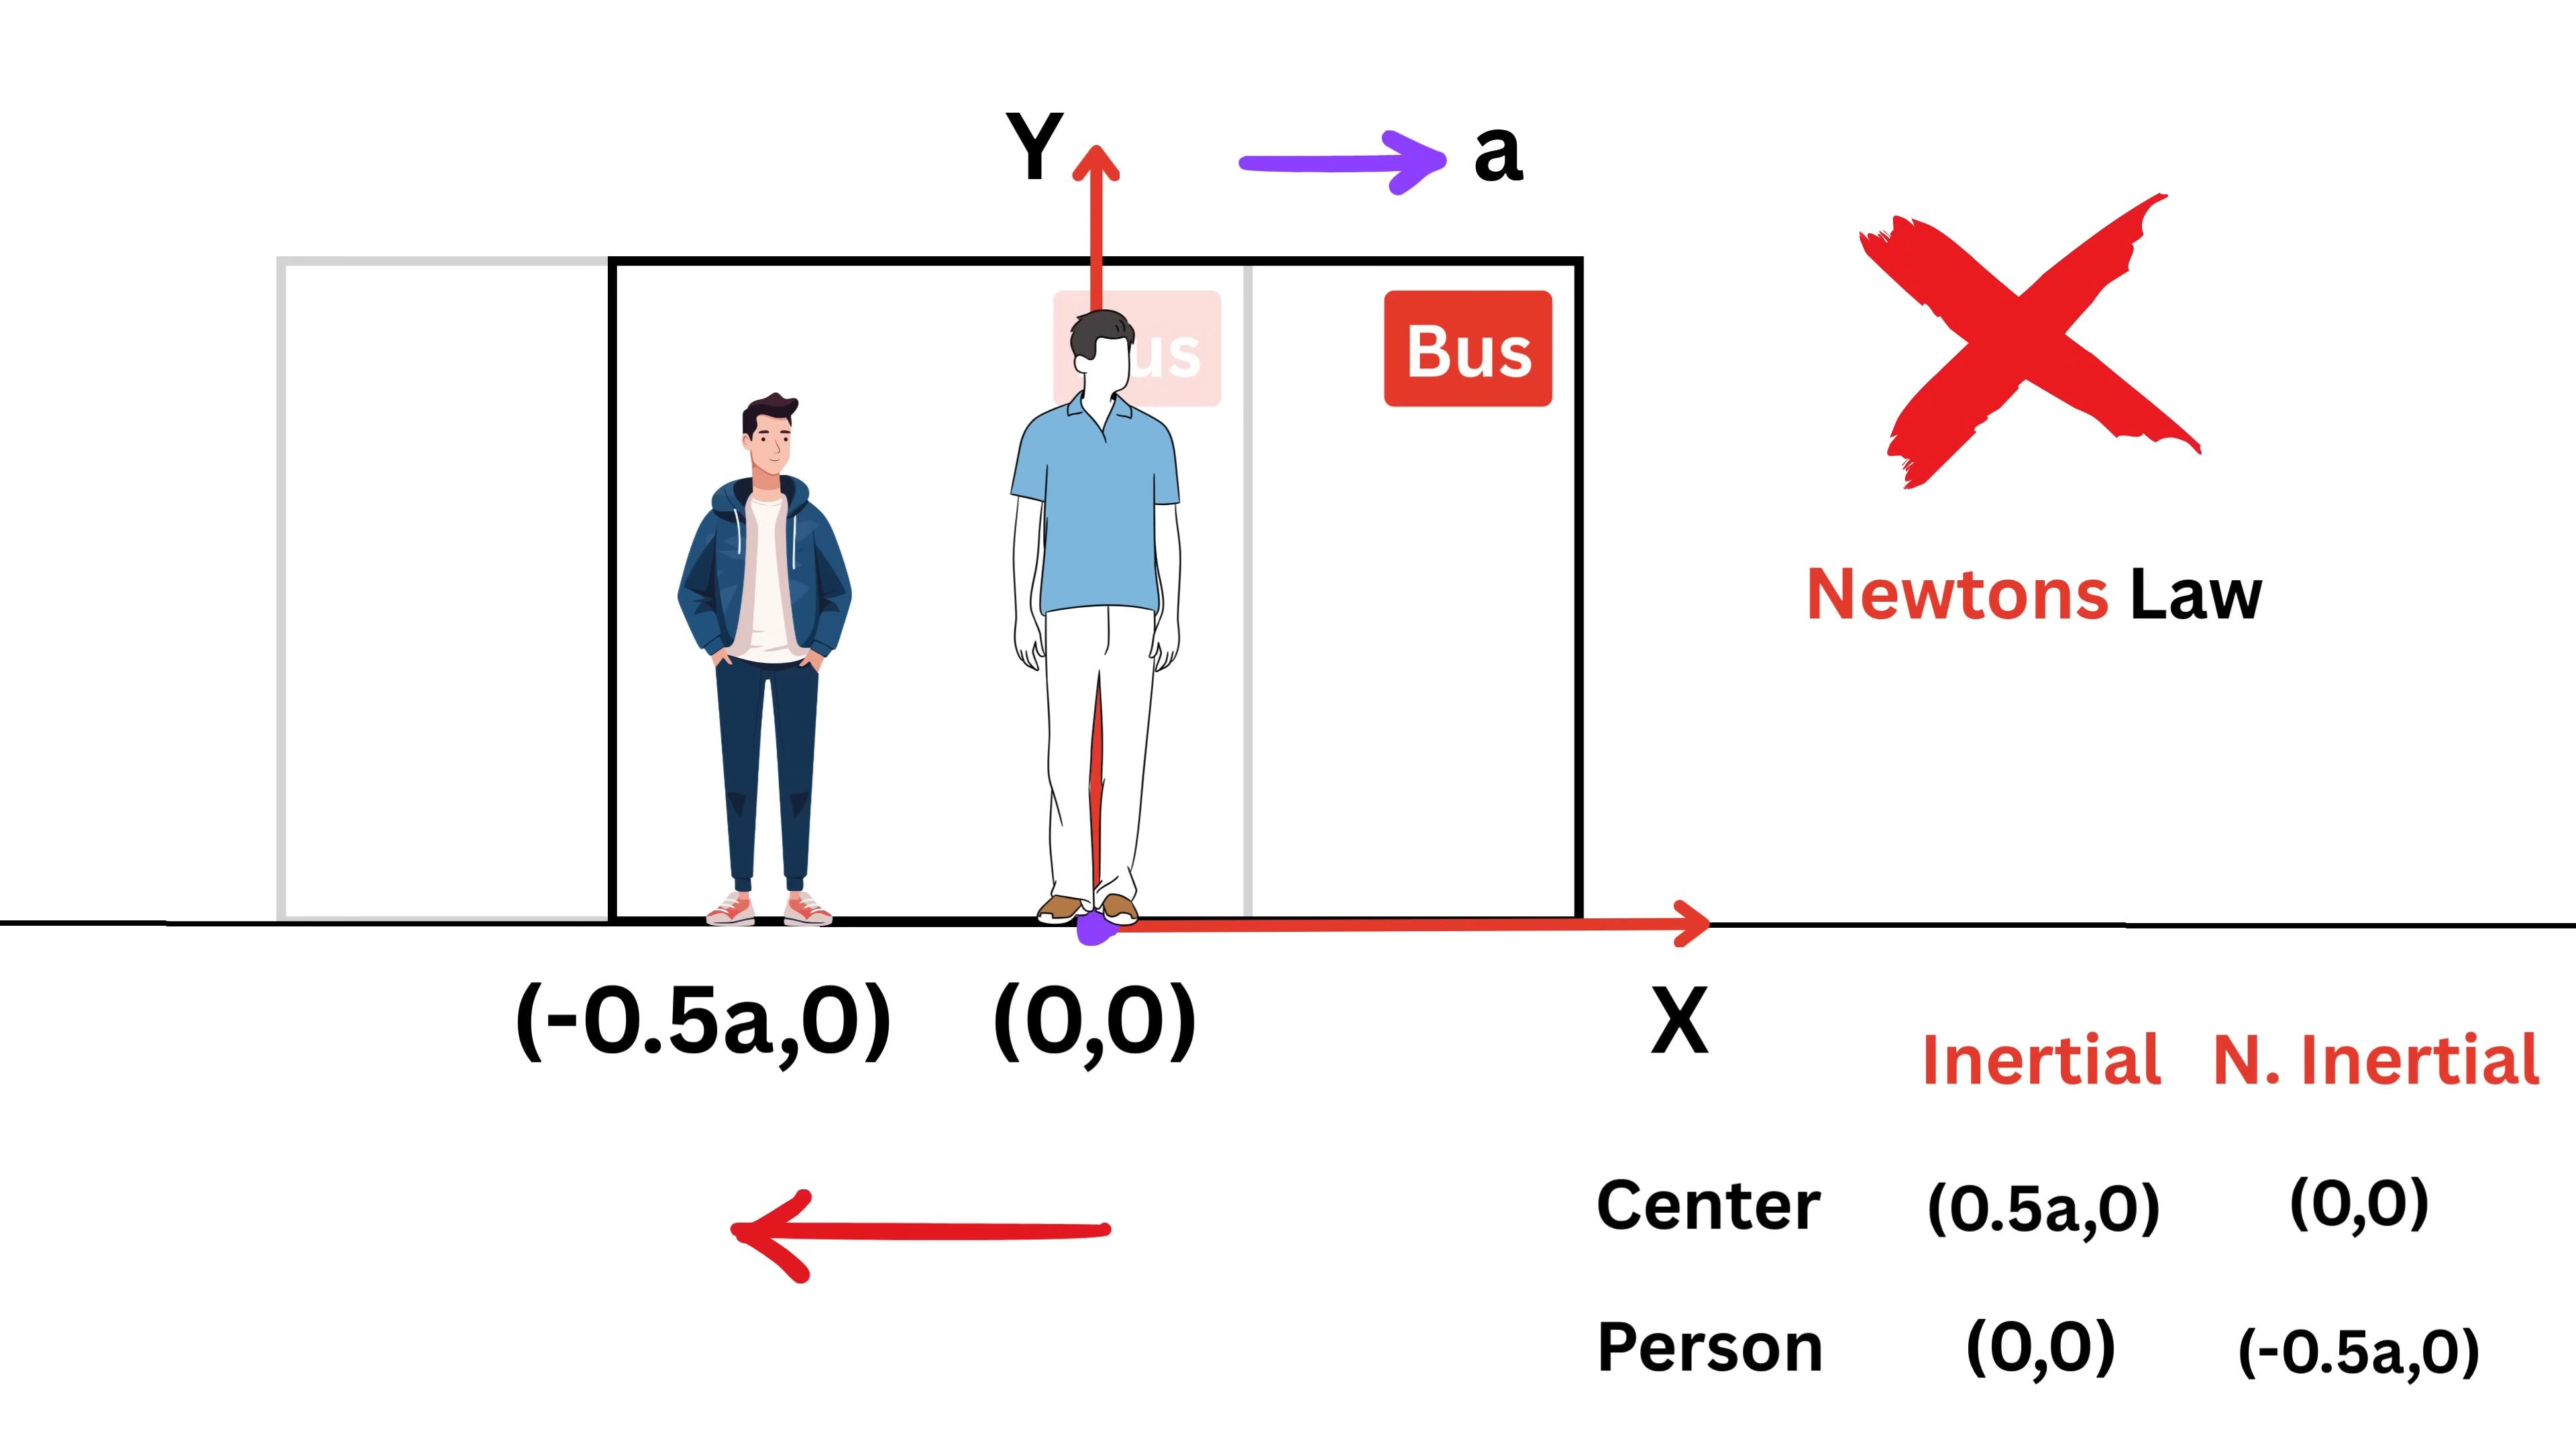 Y
a
us
Bus
Newtons Law
(-0.5a,0)
(0,0)
X
Inertial
N. Inertial
Center
(0.5a,0)
(0,0)
Person
(0,0)
(-0.5a,0)